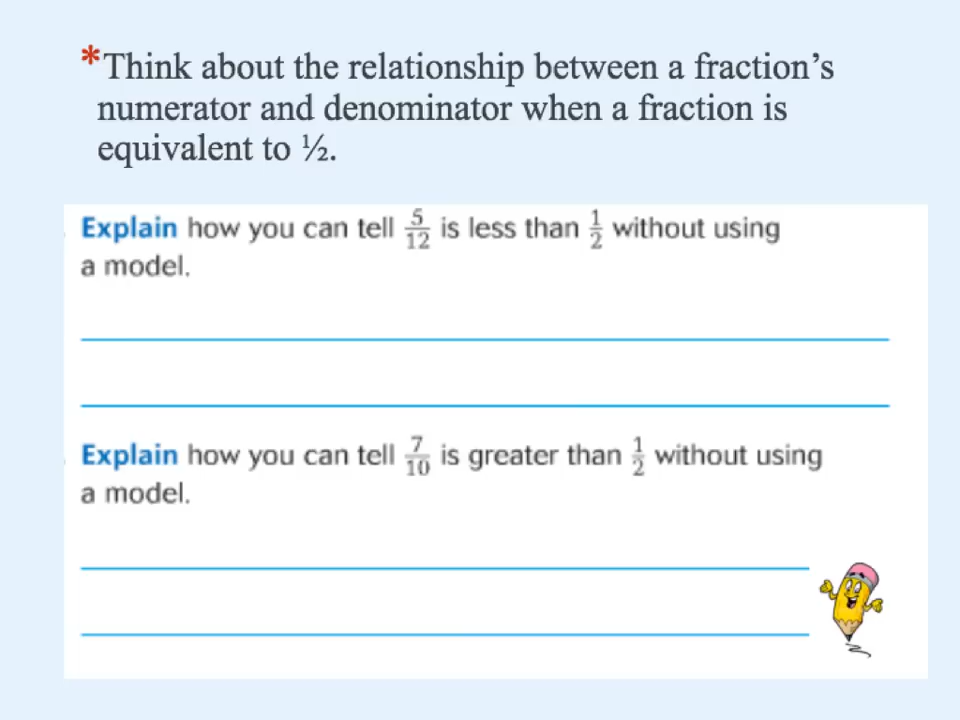 *Think about the relationship between a fraction’s
numerator and denominator when a fraction is
equivalent to ½.
Explain how you can tell 5/12 is less than 1/2 without using
a model.
Explain how you can tell 7/10 is greater than 1/2 without using
a model.